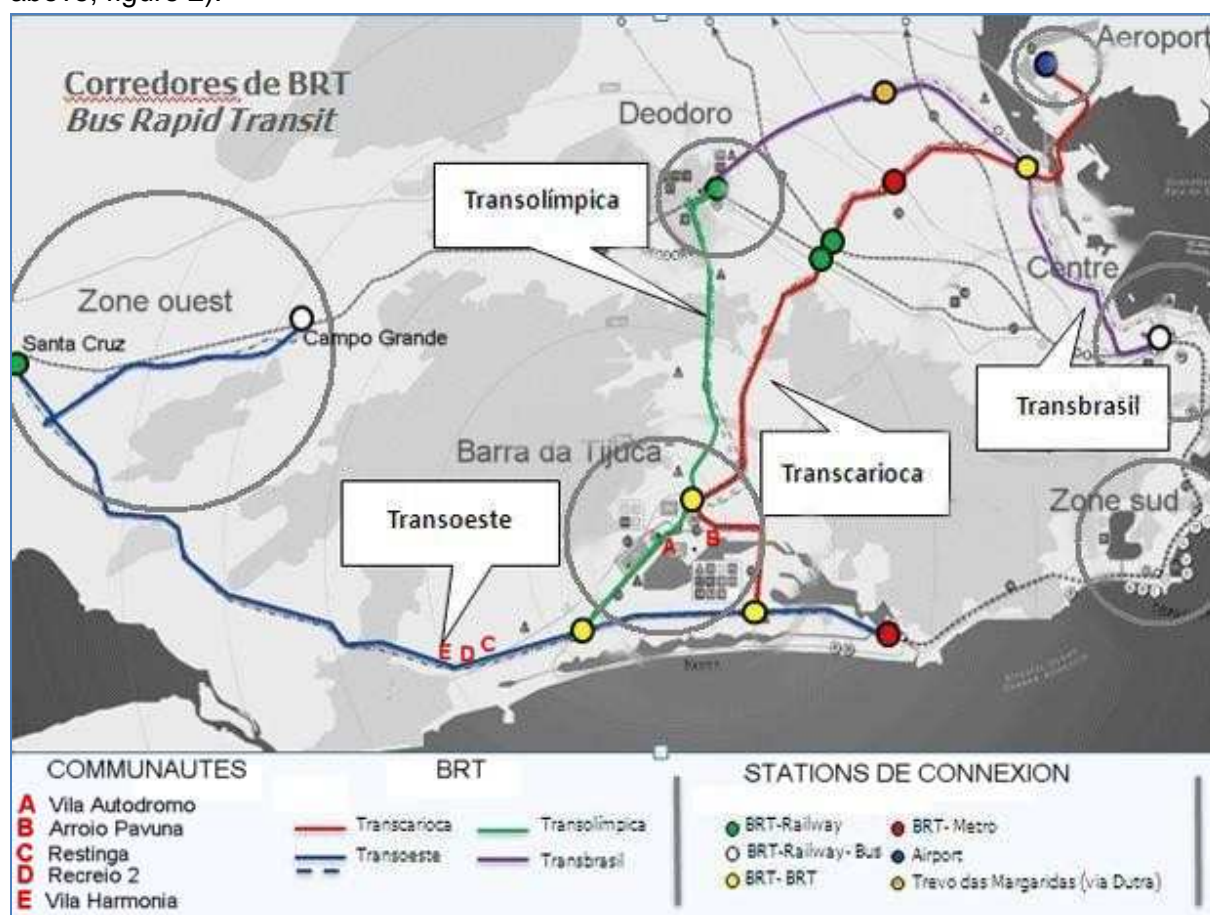 above, figure 2).
Corredores de BRT
Bus Rapid Transit
Aeroport
Deodoro
Transolímpica
Zone ouest
Santa Cruz
Campo Grande
Centre
Transbrasil
Barra da Tijuca
Transcarioca
Zone sud
Transoeste
A
B
C
D
E
COMMUNAUTES
A Vila Autodromo
B Arroio Pavuna
C Restinga
D Recreio 2
E Vila Harmonia
BRT
Transcarioca
Transolímpica
Transoeste
Transbrasil
STATIONS DE CONNEXION
BRT-Railway
BRT- Metro
BRT-Railway- Bus
Airport
BRT- BRT
Trevo das Margaridas (via Dutra)